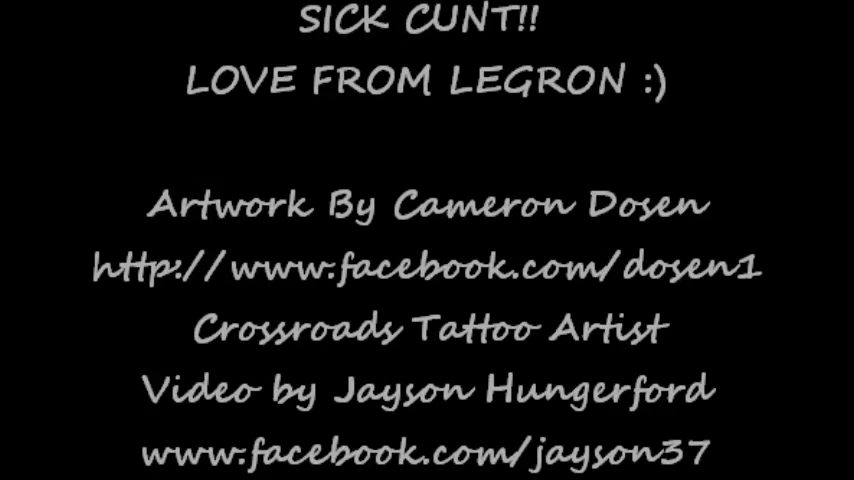 SICK CUNT!!
LOVE FROM LEGRON :)
Artwork By Cameron Dosen
http://www.facebook.com/dosen1
Crossroads Tattoo Artist
Video by Jayson Hungerford
www.facebook.com/jayson37